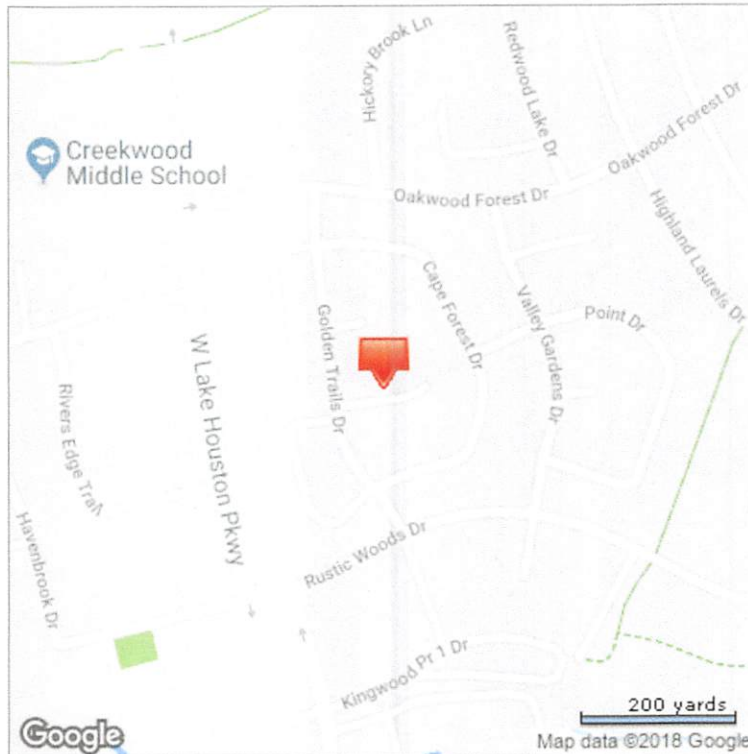 Hickory Brook Ln
Redwood Lake Dr
Oakwood Forest Dr
Creekwood
Middle School
Oakwood Forest Dr
Highland Laurels Dr
Cape Forest Dr
Valley Gardens Dr
Point Dr
Golden Trails Dr
W Lake Houston Pkwy
Rivers Edge Trail
Havenbrook Dr
Rustic Woods Dr
Kingwood Pr 1 Dr
200 yards
Google
Map data ©2018 Google